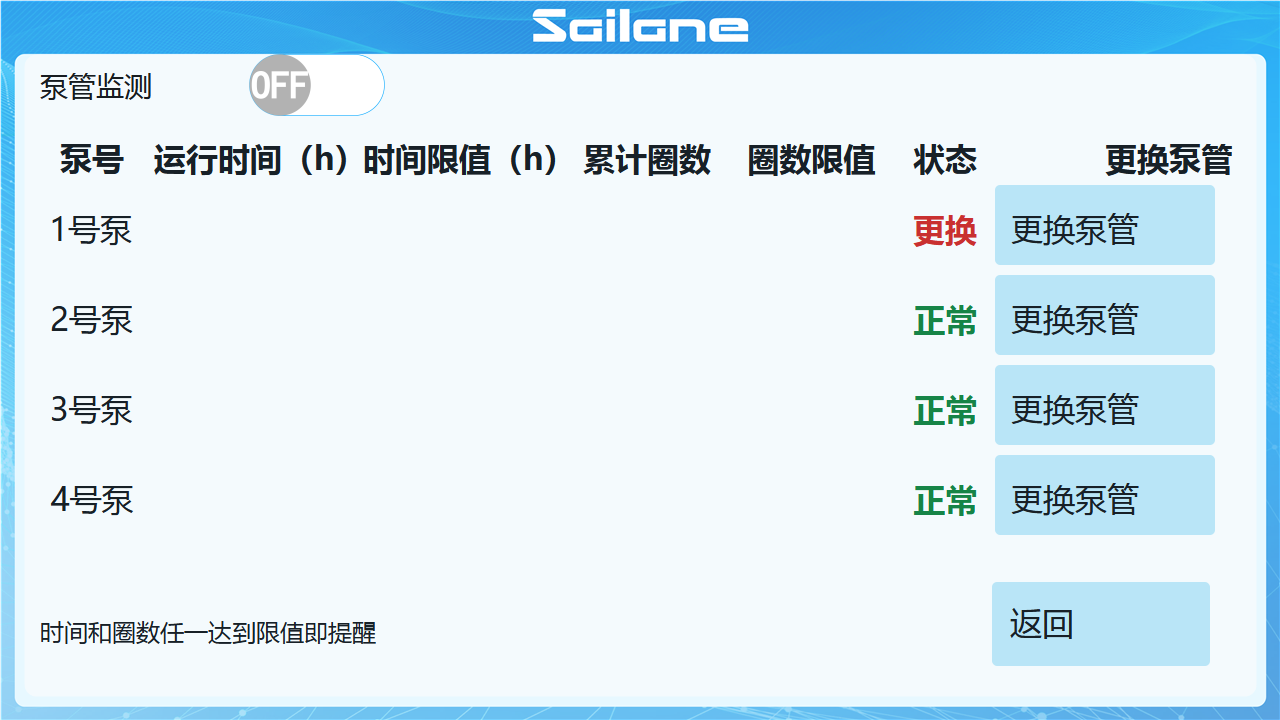 Sailane
泵管监测 OFF
泵号 运行时间（h） 时间限值（h） 累计圈数 圈数限值 状态 更换泵管
1号泵 更换 更换泵管
2号泵 正常 更换泵管
3号泵 正常 更换泵管
4号泵 正常 更换泵管
时间和圈数任一达到限值即提醒 返回